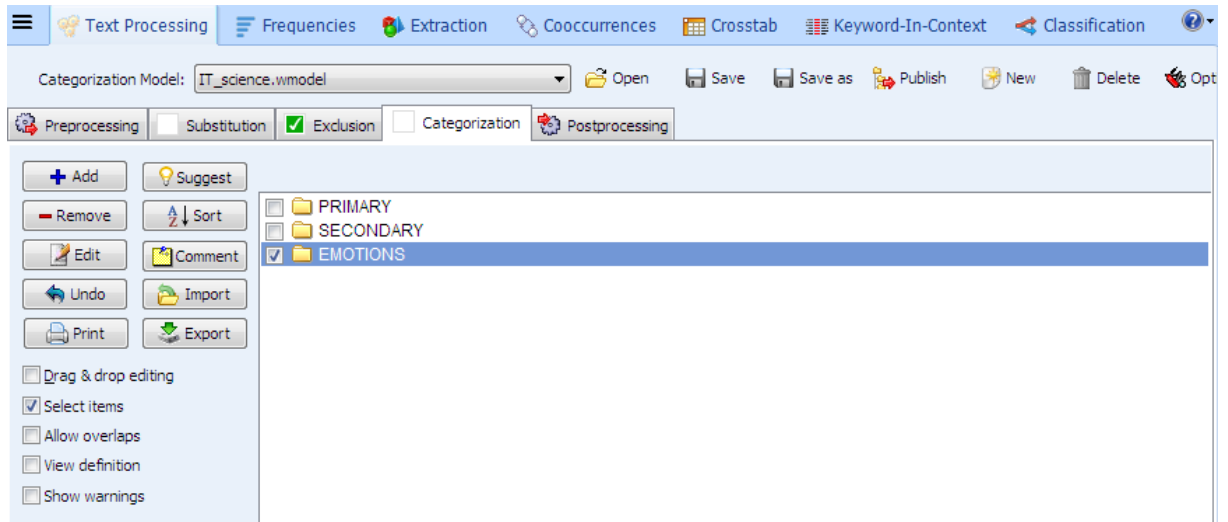 Text Processing Frequencies Extraction Cooccurrences Crosstab Keyword-In-Context Classification
Categorization Model: IT_science.wmodel Open Save Save as Publish New Delete Opt
Preprocessing Substitution Exclusion Categorization Postprocessing
Add Suggest
Remove Sort
Edit Comment
Undo Import
Print Export
Drag & drop editing
Select items
Allow overlaps
View definition
Show warnings
PRIMARY
SECONDARY
EMOTIONS